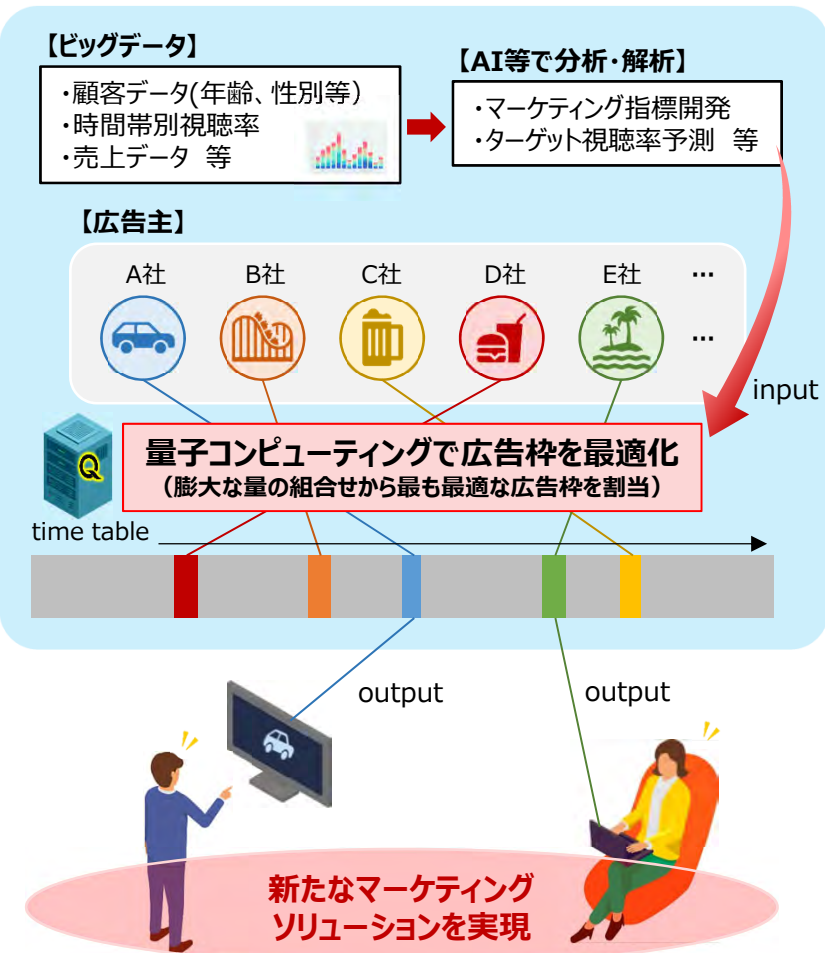 【ビッグデータ】
・顧客データ(年齢、性別等)
・時間帯別視聴率
・売上データ 等
【AI等で分析・解析】
・マーケティング指標開発
・ターゲット視聴率予測 等
【広告主】
A社 B社 C社 D社 E社 …
…
input
量子コンピューティングで広告枠を最適化
(膨大な量の組合せから最も最適な広告枠を割当)
Q
time table
output
output
新たなマーケティング
ソリューションを実現